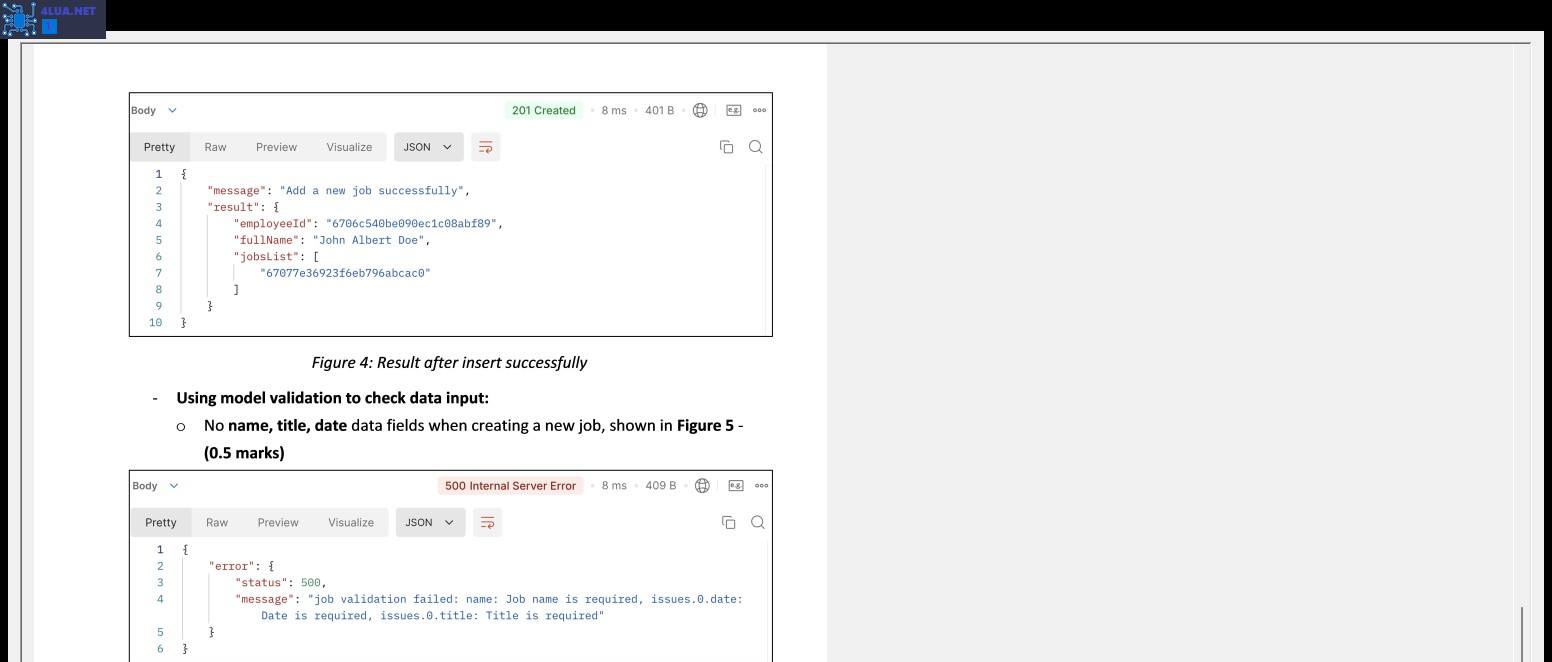 4LUA.NET
Body
201 Created • 8 ms • 401 B
Pretty Raw Preview Visualize JSON
1 {
2 "message": "Add a new job successfully",
3 "result": {
4 "employeeId": "6706c540be090ec1c08abf89",
5 "fullName": "John Albert Doe",
6 "jobsList": [
7 "67077e36923f6eb796abcac0"
8 ]
9 }
10 }
Figure 4: Result after insert successfully
- Using model validation to check data input:
o No name, title, date data fields when creating a new job, shown in Figure 5 -
(0.5 marks)
Body
500 Internal Server Error • 8 ms • 409 B
Pretty Raw Preview Visualize JSON
1 {
2 "error": {
3 "status": 500,
4 "message": "job validation failed: name: Job name is required, issues.0.date:
Date is required, issues.0.title: Title is required"
5 }
6 }